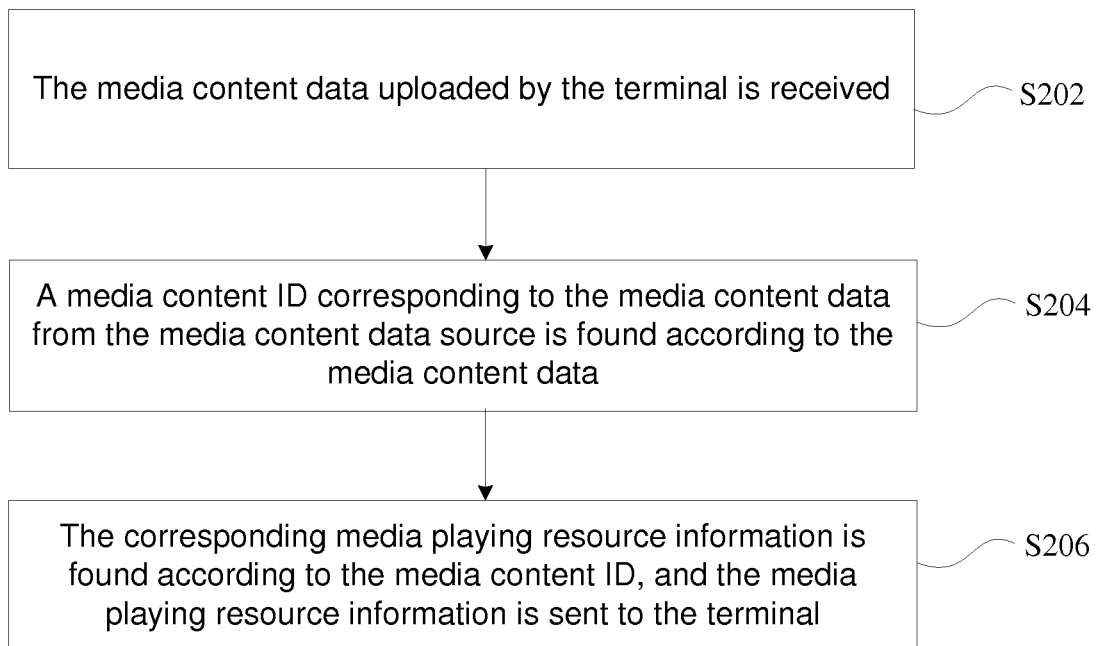 The media content data uploaded by the terminal is received
S202
A media content ID corresponding to the media content data
from the media content data source is found according to the
media content data
S204
The corresponding media playing resource information is
found according to the media content ID, and the media
playing resource information is sent to the terminal
S206